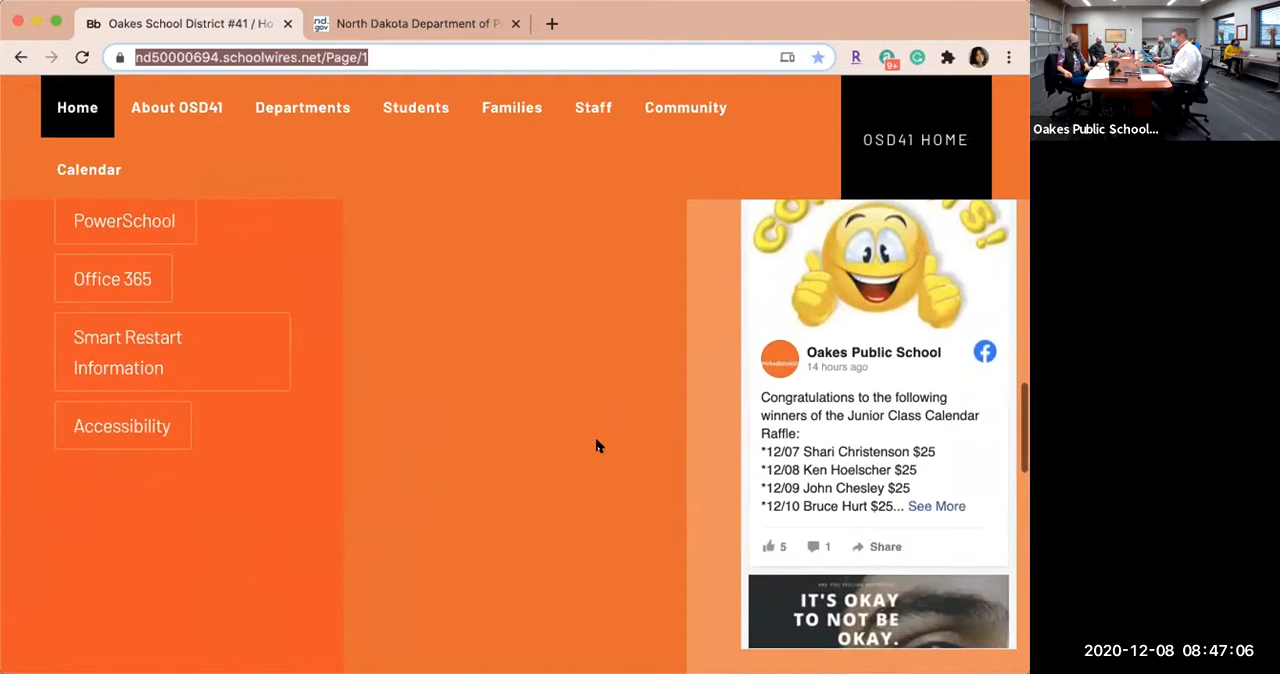 Bb Oakes School District #41 / Ho
nd.gov North Dakota Department of P
nd50000694.schoolwires.net/Page/1
R
9+
Home
About OSD41
Departments
Students
Families
Staff
Community
OSD41 HOME
Calendar
PowerSchool
Office 365
Smart Restart
Information
Accessibility
Oakes Public School
14 hours ago
Congratulations to the following
winners of the Junior Class Calendar
Raffle:
*12/07 Shari Christenson $25
*12/08 Ken Hoelscher $25
*12/09 John Chesley $25
*12/10 Bruce Hurt $25... See More
5
1
Share
IT'S OKAY
TO NOT BE
OKAY.
Oakes Public School...
2020-12-08 08:47:06